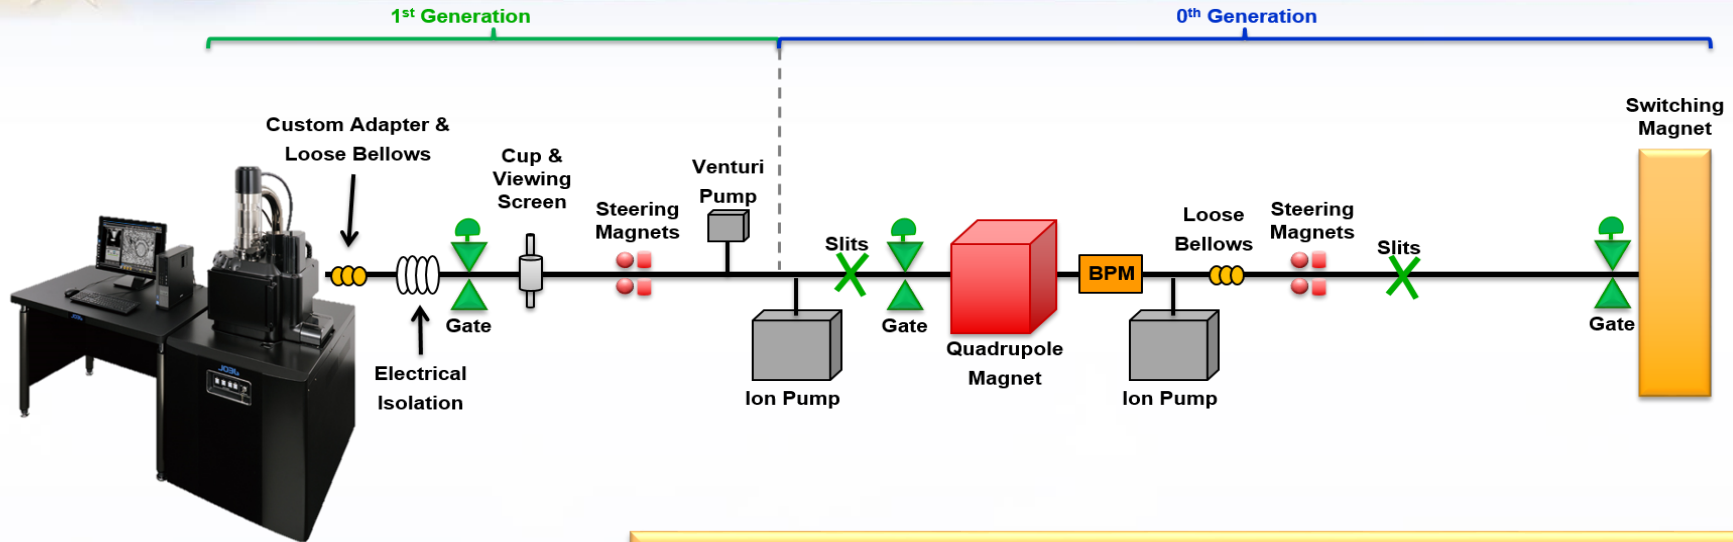 1st Generation
0th Generation
Switching
Magnet
Custom Adapter &
Loose Bellows
Cup &
Viewing
Screen
Venturi
Pump
Steering
Magnets
Slits
Loose
Bellows
Steering
Magnets
Slits
BPM
Gate
Gate
Gate
Quadrupole
Magnet
Electrical
Isolation
Ion Pump
Ion Pump